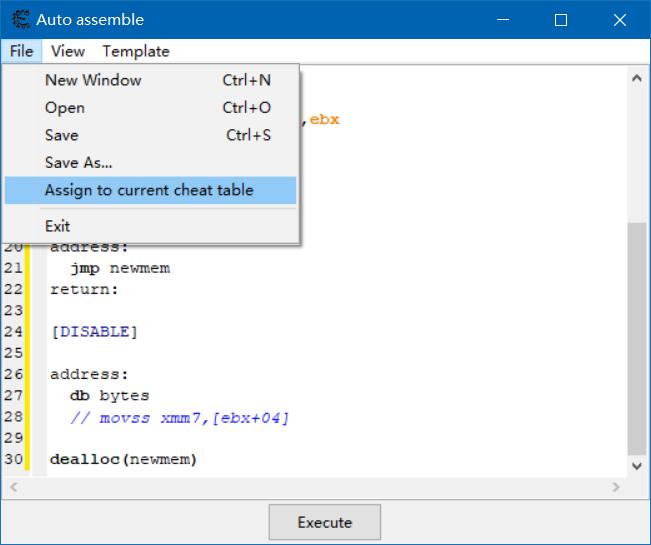 Auto assemble
File View Template
New Window Ctrl+N
Open Ctrl+O
Save Ctrl+S
Save As...
Assign to current cheat table
Exit
,ebx
20 address:
21 jmp newmem
22 return:
23
24 [DISABLE]
25
26 address:
27 db bytes
28 // movss xmm7,[ebx+04]
29
30 dealloc(newmem)
Execute